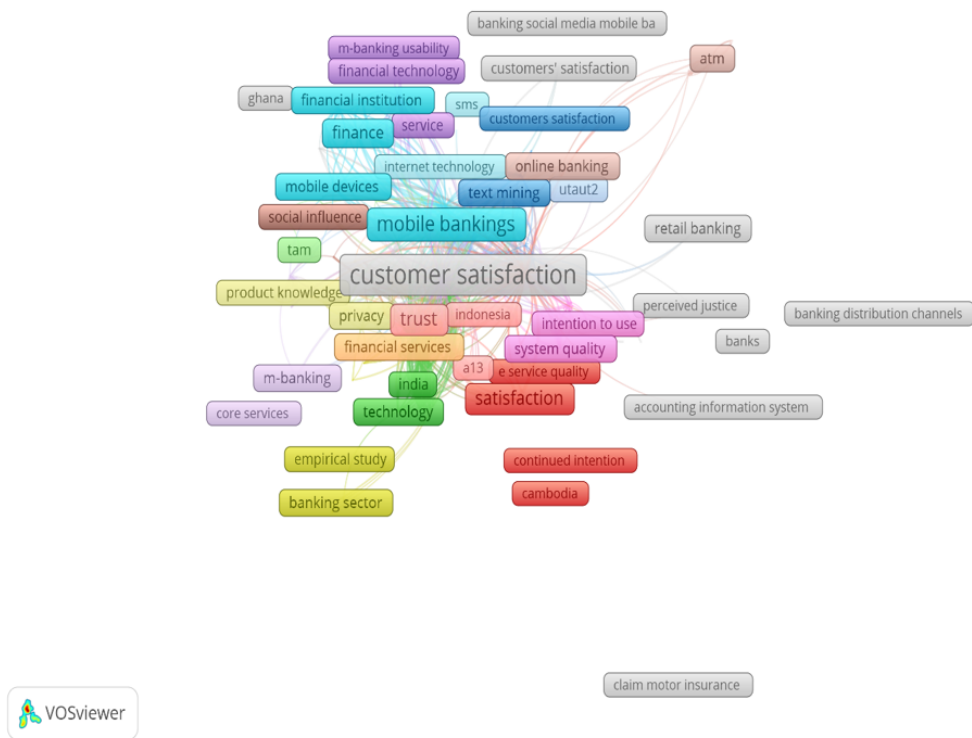 banking social media mobile ba
m-banking usability
atm
financial technology
customers' satisfaction
ghana
financial institution
sms
customers satisfaction
finance
service
internet technology
online banking
mobile devices
text mining
utaut2
social influence
mobile bankings
retail banking
tam
customer satisfaction
product knowledge
perceived justice
privacy
trust
indonesia
intention to use
banking distribution channels
financial services
system quality
banks
a13
e service quality
m-banking
india
satisfaction
core services
technology
accounting information system
empirical study
continued intention
cambodia
banking sector
claim motor insurance
VOSviewer